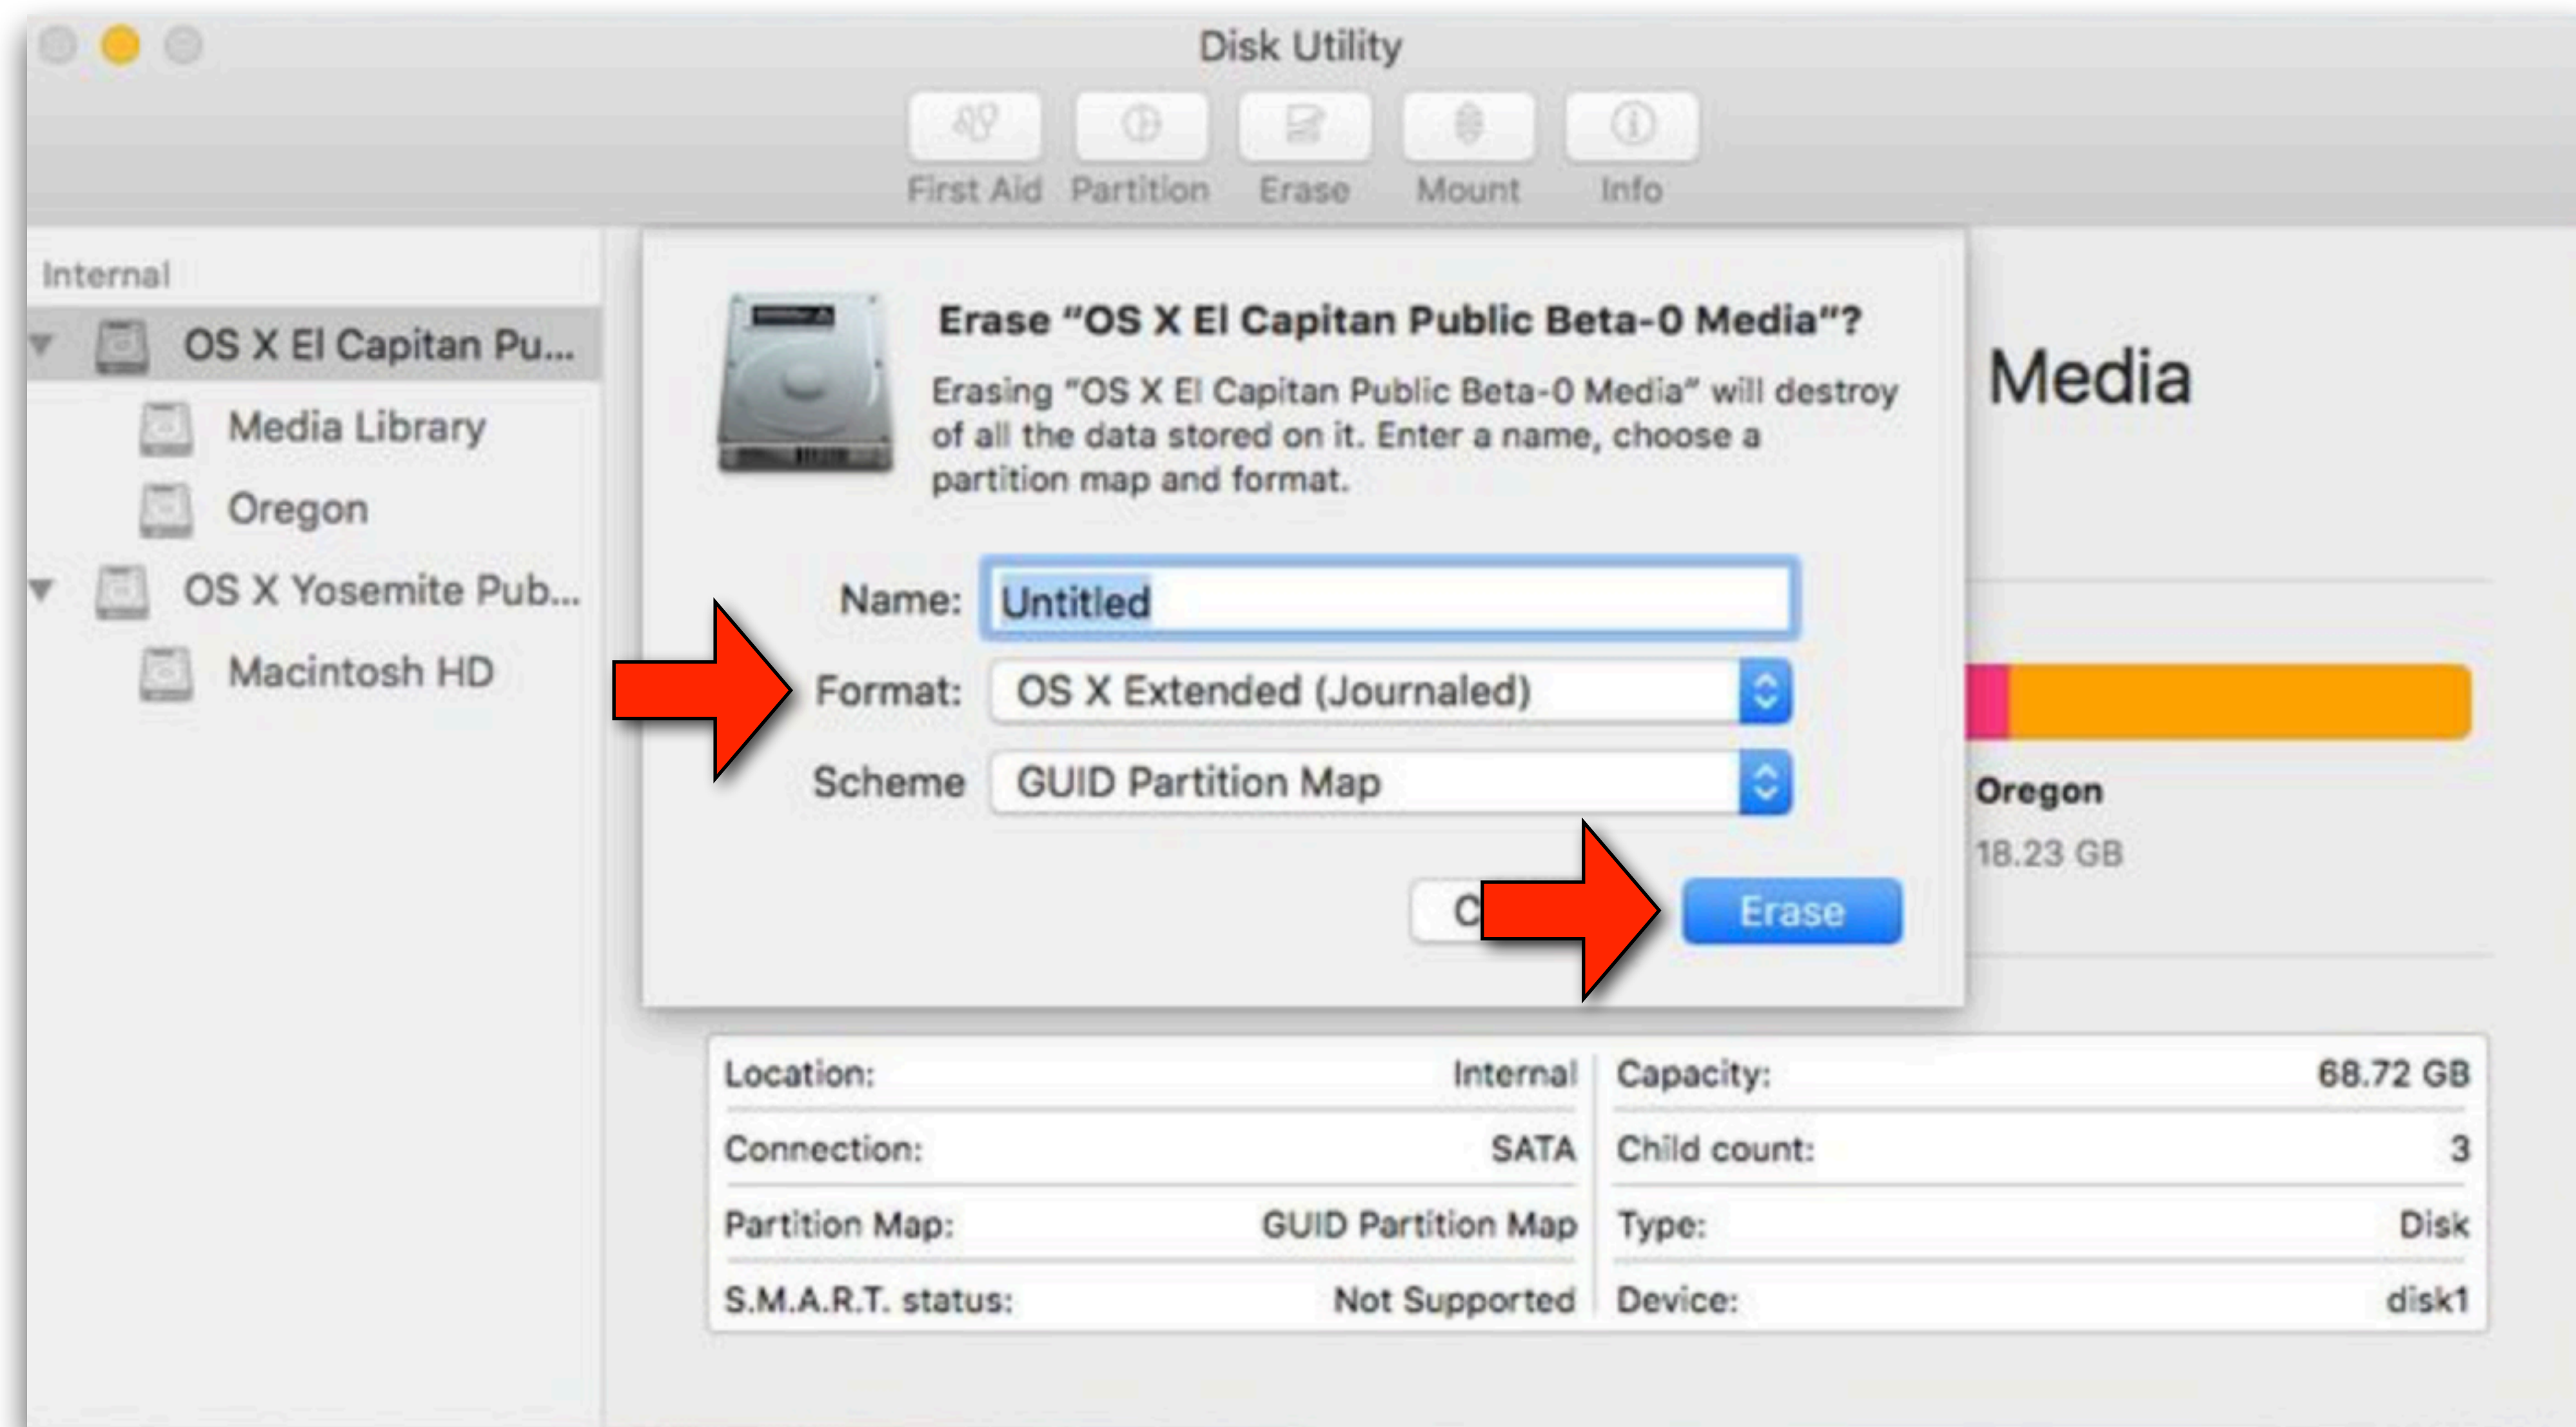 Disk Utility
First Aid Partition Erase Mount Info
Internal
OS X El Capitan Pu...
Media Library
Oregon
OS X Yosemite Pub...
Macintosh HD
Erase "OS X El Capitan Public Beta-0 Media"?
Erasing "OS X El Capitan Public Beta-0 Media" will destroy
of all the data stored on it. Enter a name, choose a
partition map and format.
Name: Untitled
Format: OS X Extended (Journaled)
Scheme GUID Partition Map
Erase
Media
Oregon
18.23 GB
Location: Internal Capacity: 68.72 GB
Connection: SATA Child count: 3
Partition Map: GUID Partition Map Type: Disk
S.M.A.R.T. status: Not Supported Device: disk1